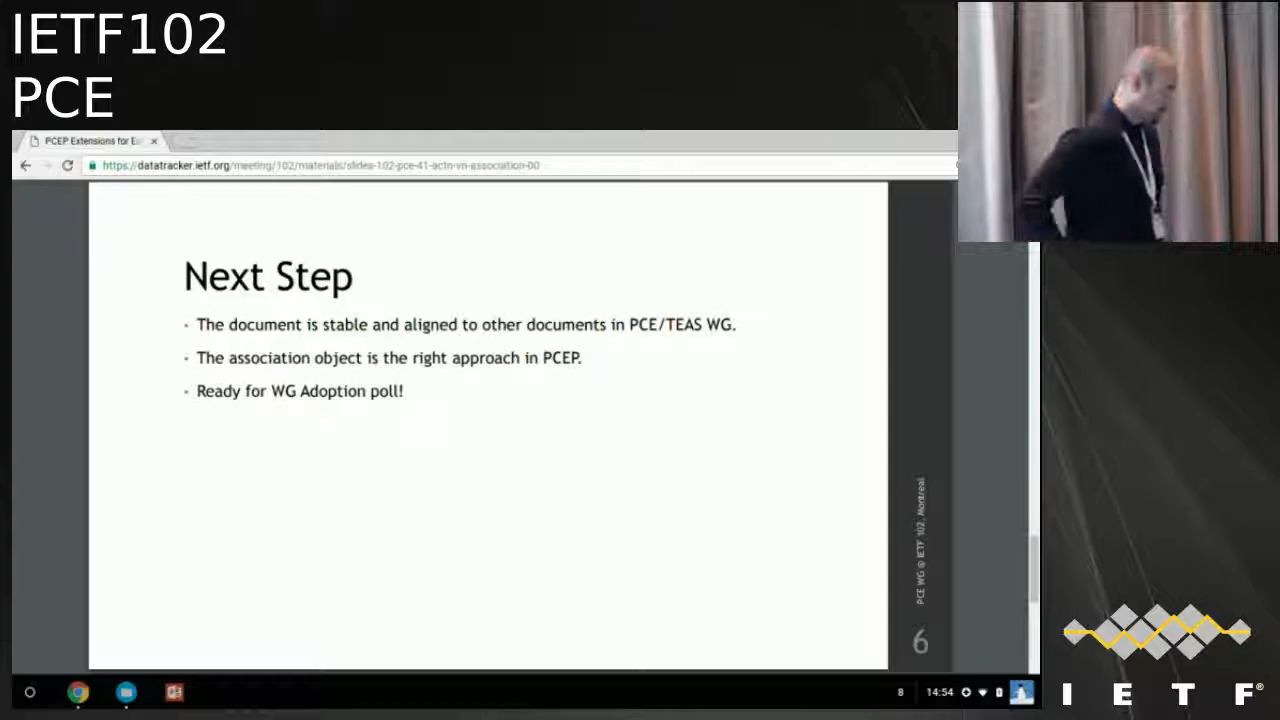 IETF102
PCE
PCEP Extensions for E
https://datatracker.ietf.org/meeting/102/materials/slides-102-pce-41-actn-vn-association-00
Next Step
The document is stable and aligned to other documents in PCE/TEAS WG.
The association object is the right approach in PCEP.
Ready for WG Adoption poll!
PCE WG @ IETF 102, Montreal
6
8
14:54
I E T F®